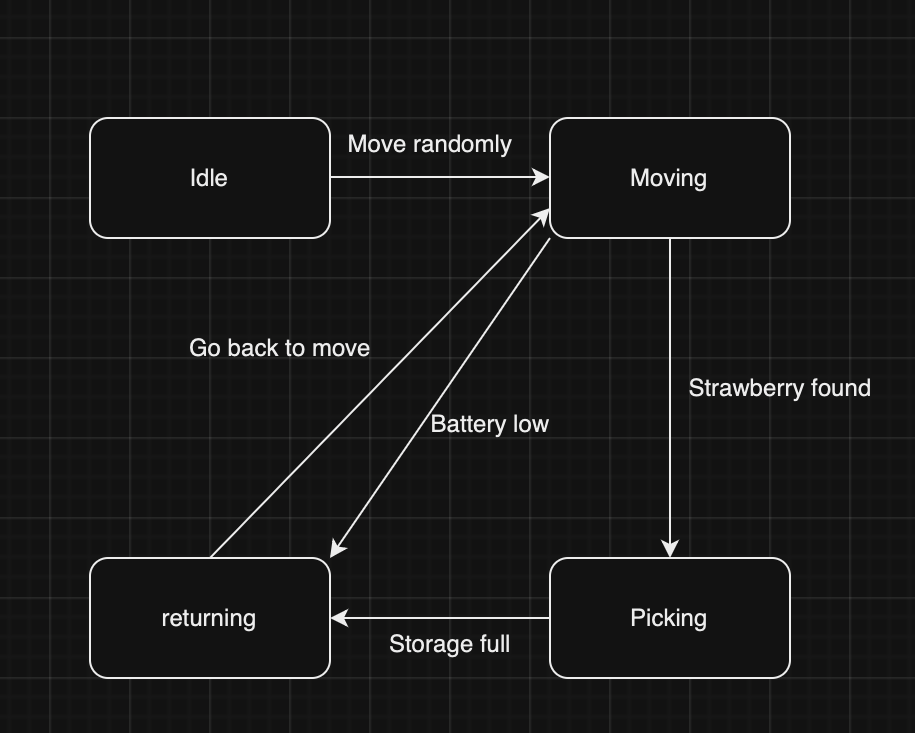 Move randomly
Idle
Moving
Go back to move
Strawberry found
Battery low
returning
Picking
Storage full